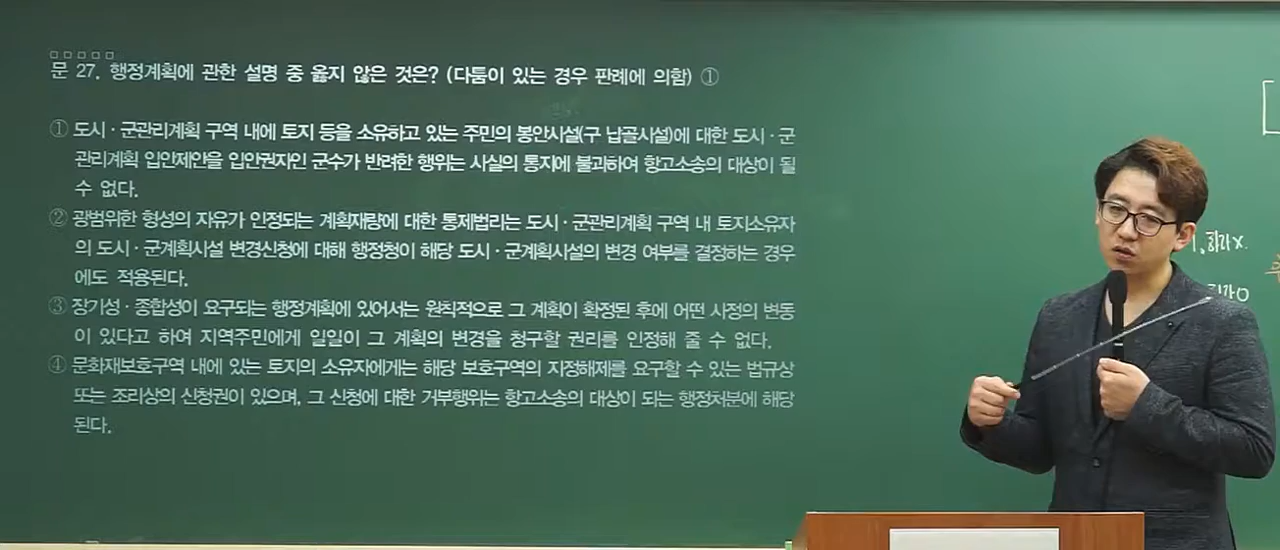 문 27. 행정계획에 관한 설명 중 옳지 않은 것은? (다툼이 있는 경우 판례에 의함) ①
① 도시·군관리계획 구역 내에 토지 등을 소유하고 있는 주민의 봉안시설(구 납골시설)에 대한 도시·군
관리계획 입안제안을 입안권자인 군수가 반려한 행위는 사실의 통지에 불과하여 항고소송의 대상이 될
수 없다.
② 광범위한 형성의 자유가 인정되는 계획재량에 대한 통제법리는 도시·군관리계획 구역 내 토지소유자
의 도시·군계획시설 변경신청에 대해 행정청이 해당 도시·군계획시설의 변경 여부를 결정하는 경우
에도 적용된다.
③ 장기성·종합성이 요구되는 행정계획에 있어서는 원칙적으로 그 계획이 확정된 후에 어떤 사정의 변동
이 있다고 하여 지역주민에게 일일이 그 계획의 변경을 청구할 권리를 인정해 줄 수 없다.
④ 문화재보호구역 내에 있는 토지의 소유자에게는 해당 보호구역의 지정해제를 요구할 수 있는 법규상
또는 조리상의 신청권이 있으며, 그 신청에 대한 거부행위는 항고소송의 대상이 되는 행정처분에 해당
된다.